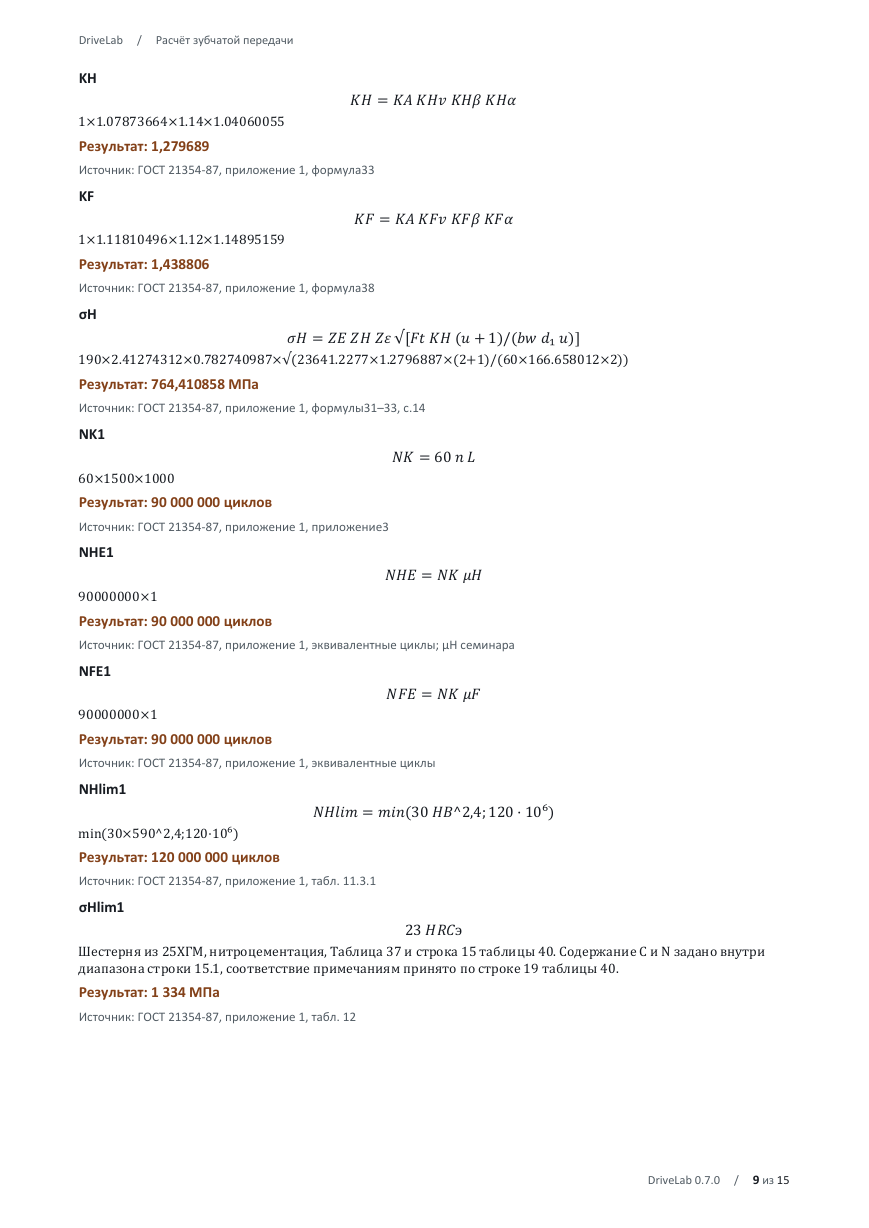 DriveLab / Расчёт зубчатой передачи
KH
KH = KA KHv KHβ KHα
1×1.07873664×1.14×1.04060055
Результат: 1,279689
Источник: ГОСТ 21354-87, приложение 1, формула33
KF
KF = KA KFv KFβ KFα
1×1.11810496×1.12×1.14895159
Результат: 1,438806
Источник: ГОСТ 21354-87, приложение 1, формула38
σH
σH = ZE ZH Zε √[Ft KH (u + 1)/(bw d₁ u)]
190×2.41274312×0.782740987×√(23641.2277×1.2796887×(2+1)/(60×166.658012×2))
Результат: 764,410858 МПа
Источник: ГОСТ 21354-87, приложение 1, формулы31–33, с.14
NK1
NK = 60 n L
60×1500×1000
Результат: 90 000 000 циклов
Источник: ГОСТ 21354-87, приложение 1, приложение3
NHE1
NHE = NK μH
90000000×1
Результат: 90 000 000 циклов
Источник: ГОСТ 21354-87, приложение 1, эквивалентные циклы; μH семинара
NFE1
NFE = NK μF
90000000×1
Результат: 90 000 000 циклов
Источник: ГОСТ 21354-87, приложение 1, эквивалентные циклы
NHlim1
NHlim = min(30 HB^2,4; 120 · 10⁶)
min(30×590^2,4;120·10⁶)
Результат: 120 000 000 циклов
Источник: ГОСТ 21354-87, приложение 1, табл. 11.3.1
σHlim1
23 HRCэ
Шестерня из 25ХГМ, нитроцементация, Таблица 37 и строка 15 таблицы 40. Содержание C и N задано внутри
диапазона строки 15.1, соответствие примечаниям принято по строке 19 таблицы 40.
Результат: 1 334 МПа
Источник: ГОСТ 21354-87, приложение 1, табл. 12
DriveLab 0.7.0 / 9 из 15